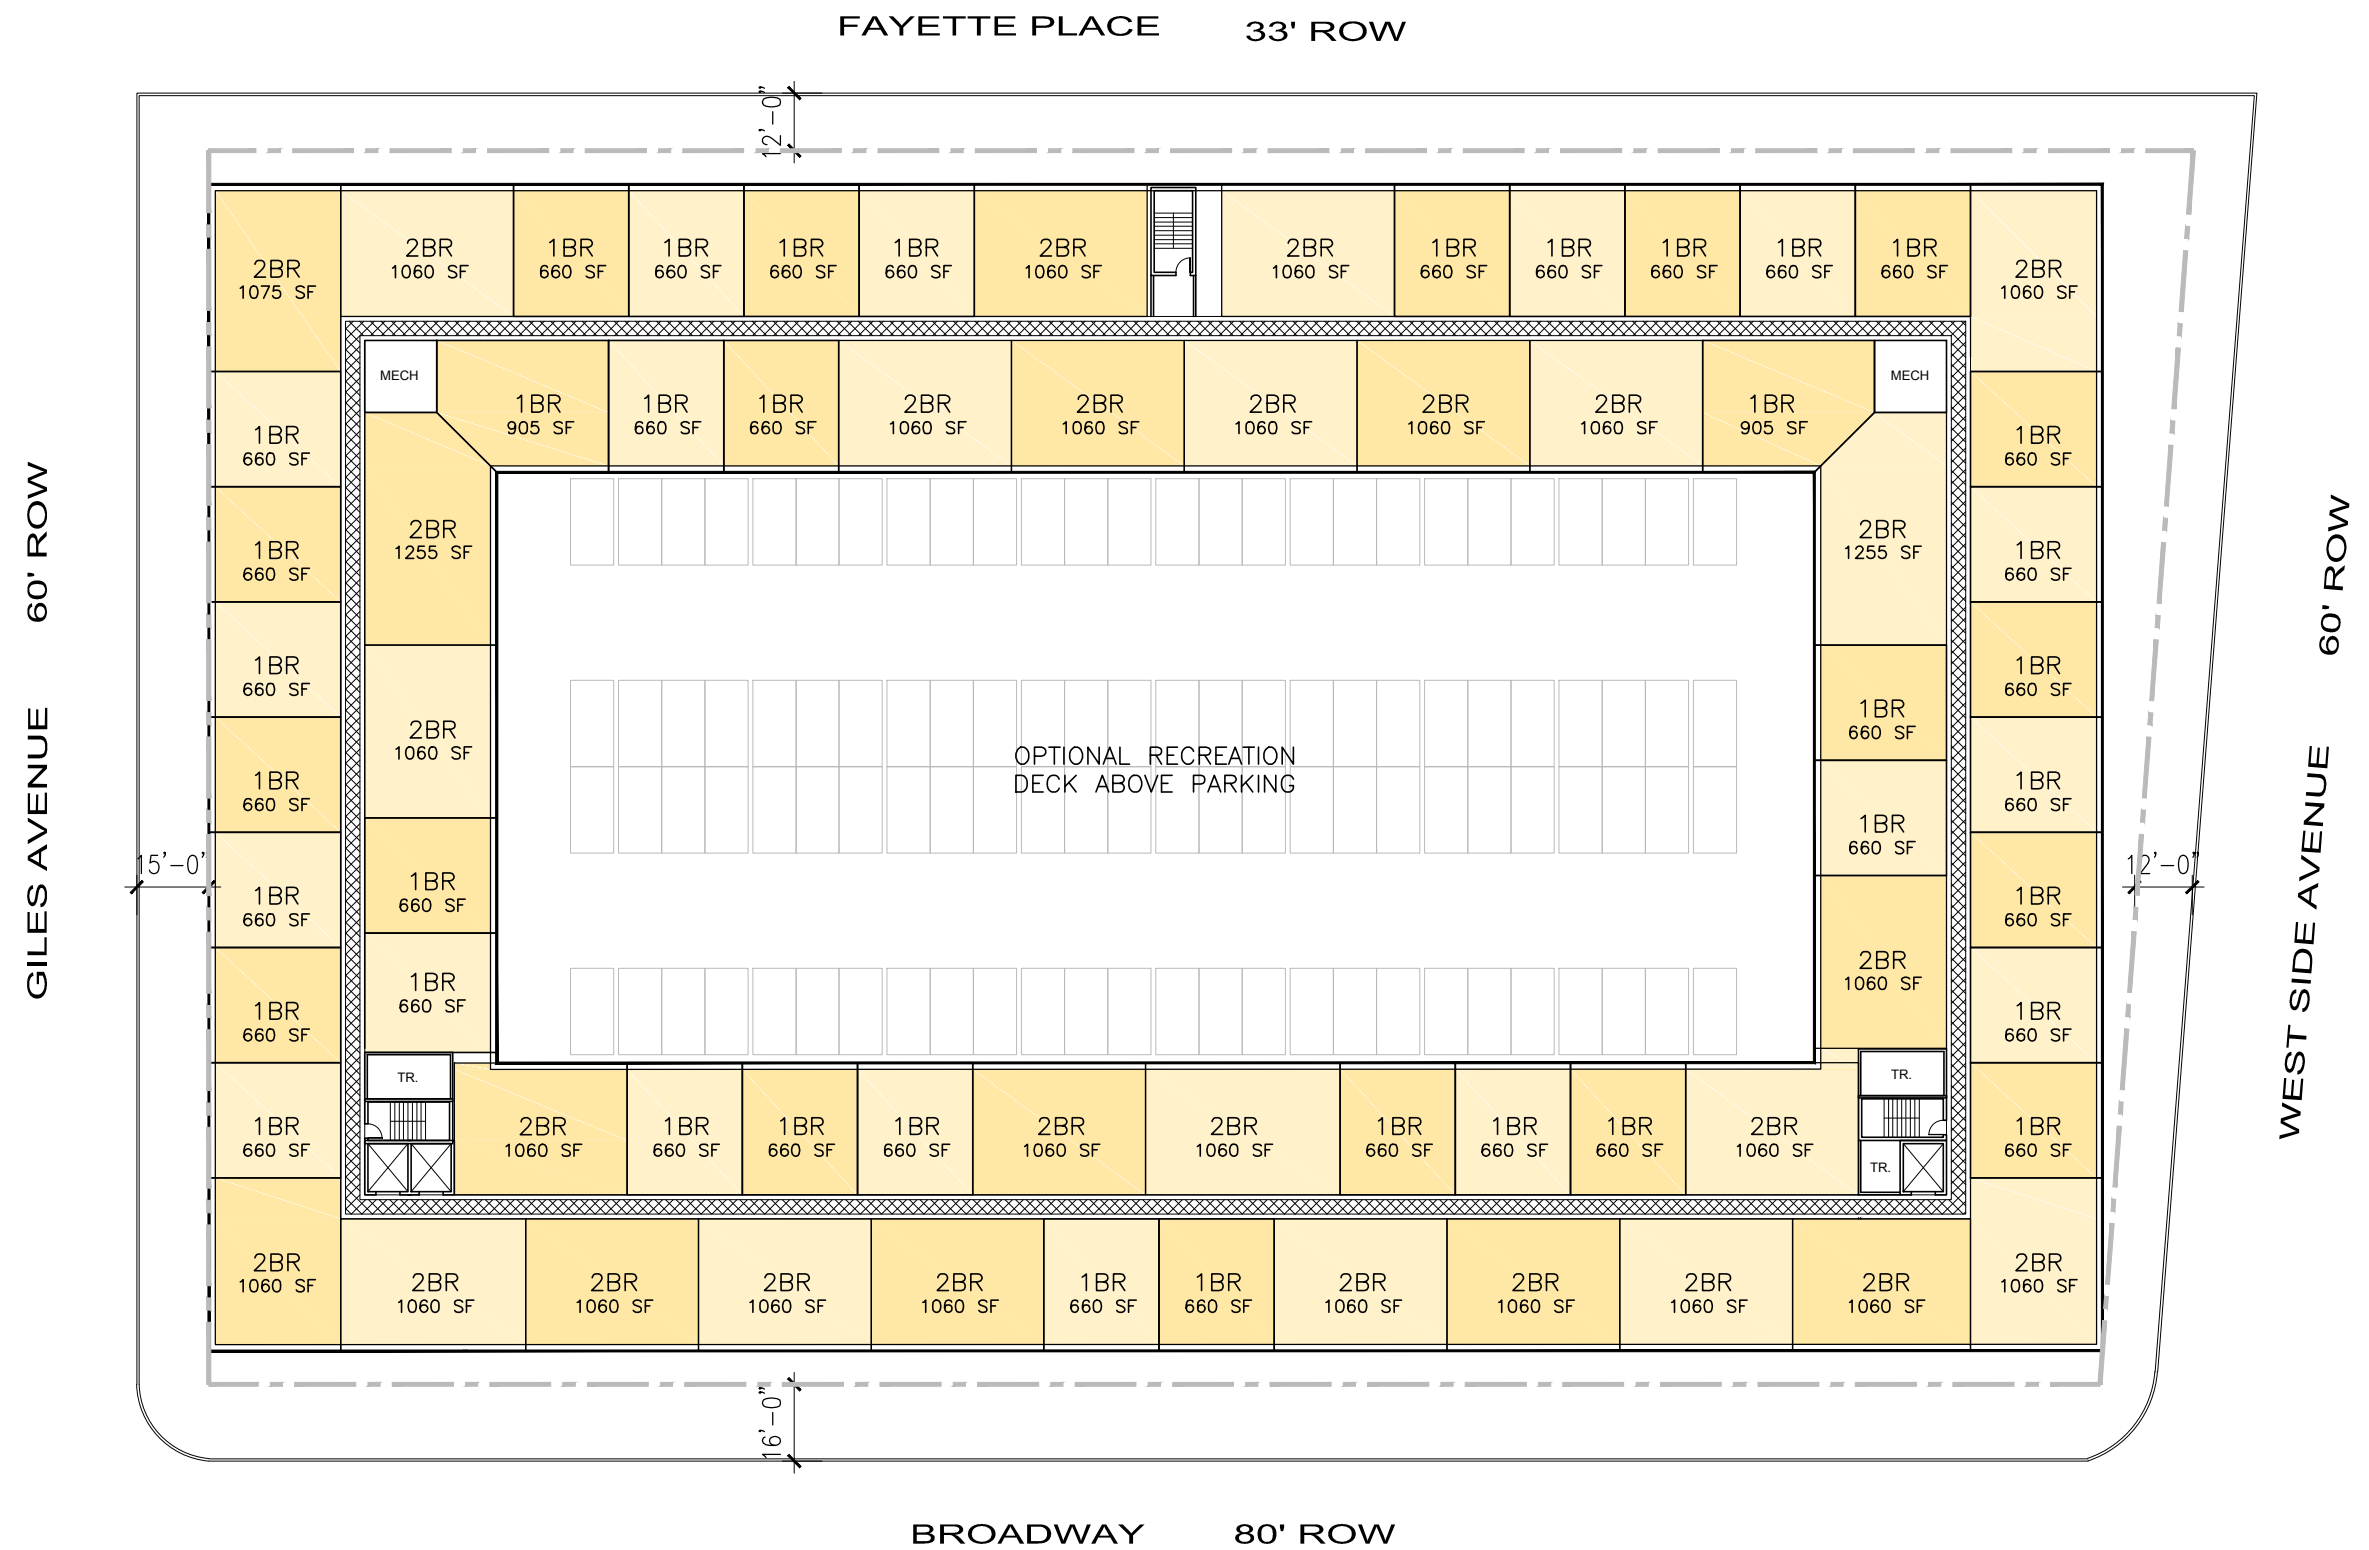 FAYETTE PLACE 33' ROW
12'-0"
2BR
1075 SF
2BR
1060 SF
1BR
660 SF
1BR
660 SF
1BR
660 SF
1BR
660 SF
2BR
1060 SF
2BR
1060 SF
1BR
660 SF
1BR
660 SF
1BR
660 SF
1BR
660 SF
1BR
660 SF
2BR
1060 SF
MECH
1BR
905 SF
1BR
660 SF
1BR
660 SF
2BR
1060 SF
2BR
1060 SF
2BR
1060 SF
2BR
1060 SF
2BR
1060 SF
1BR
905 SF
MECH
GILES AVENUE 60' ROW
15'-0"
1BR
660 SF
1BR
660 SF
1BR
660 SF
1BR
660 SF
1BR
660 SF
1BR
660 SF
1BR
660 SF
2BR
1060 SF
2BR
1255 SF
2BR
1060 SF
1BR
660 SF
1BR
660 SF
TR.
OPTIONAL RECREATION
DECK ABOVE PARKING
2BR
1255 SF
1BR
660 SF
1BR
660 SF
2BR
1060 SF
TR.
TR.
1BR
660 SF
1BR
660 SF
1BR
660 SF
1BR
660 SF
1BR
660 SF
1BR
660 SF
1BR
660 SF
2BR
1060 SF
12'-0"
WEST SIDE AVENUE 60' ROW
2BR
1060 SF
1BR
660 SF
1BR
660 SF
1BR
660 SF
2BR
1060 SF
2BR
1060 SF
1BR
660 SF
1BR
660 SF
1BR
660 SF
2BR
1060 SF
2BR
1060 SF
2BR
1060 SF
2BR
1060 SF
2BR
1060 SF
1BR
660 SF
1BR
660 SF
2BR
1060 SF
2BR
1060 SF
2BR
1060 SF
2BR
1060 SF
16'-0"
BROADWAY 80' ROW